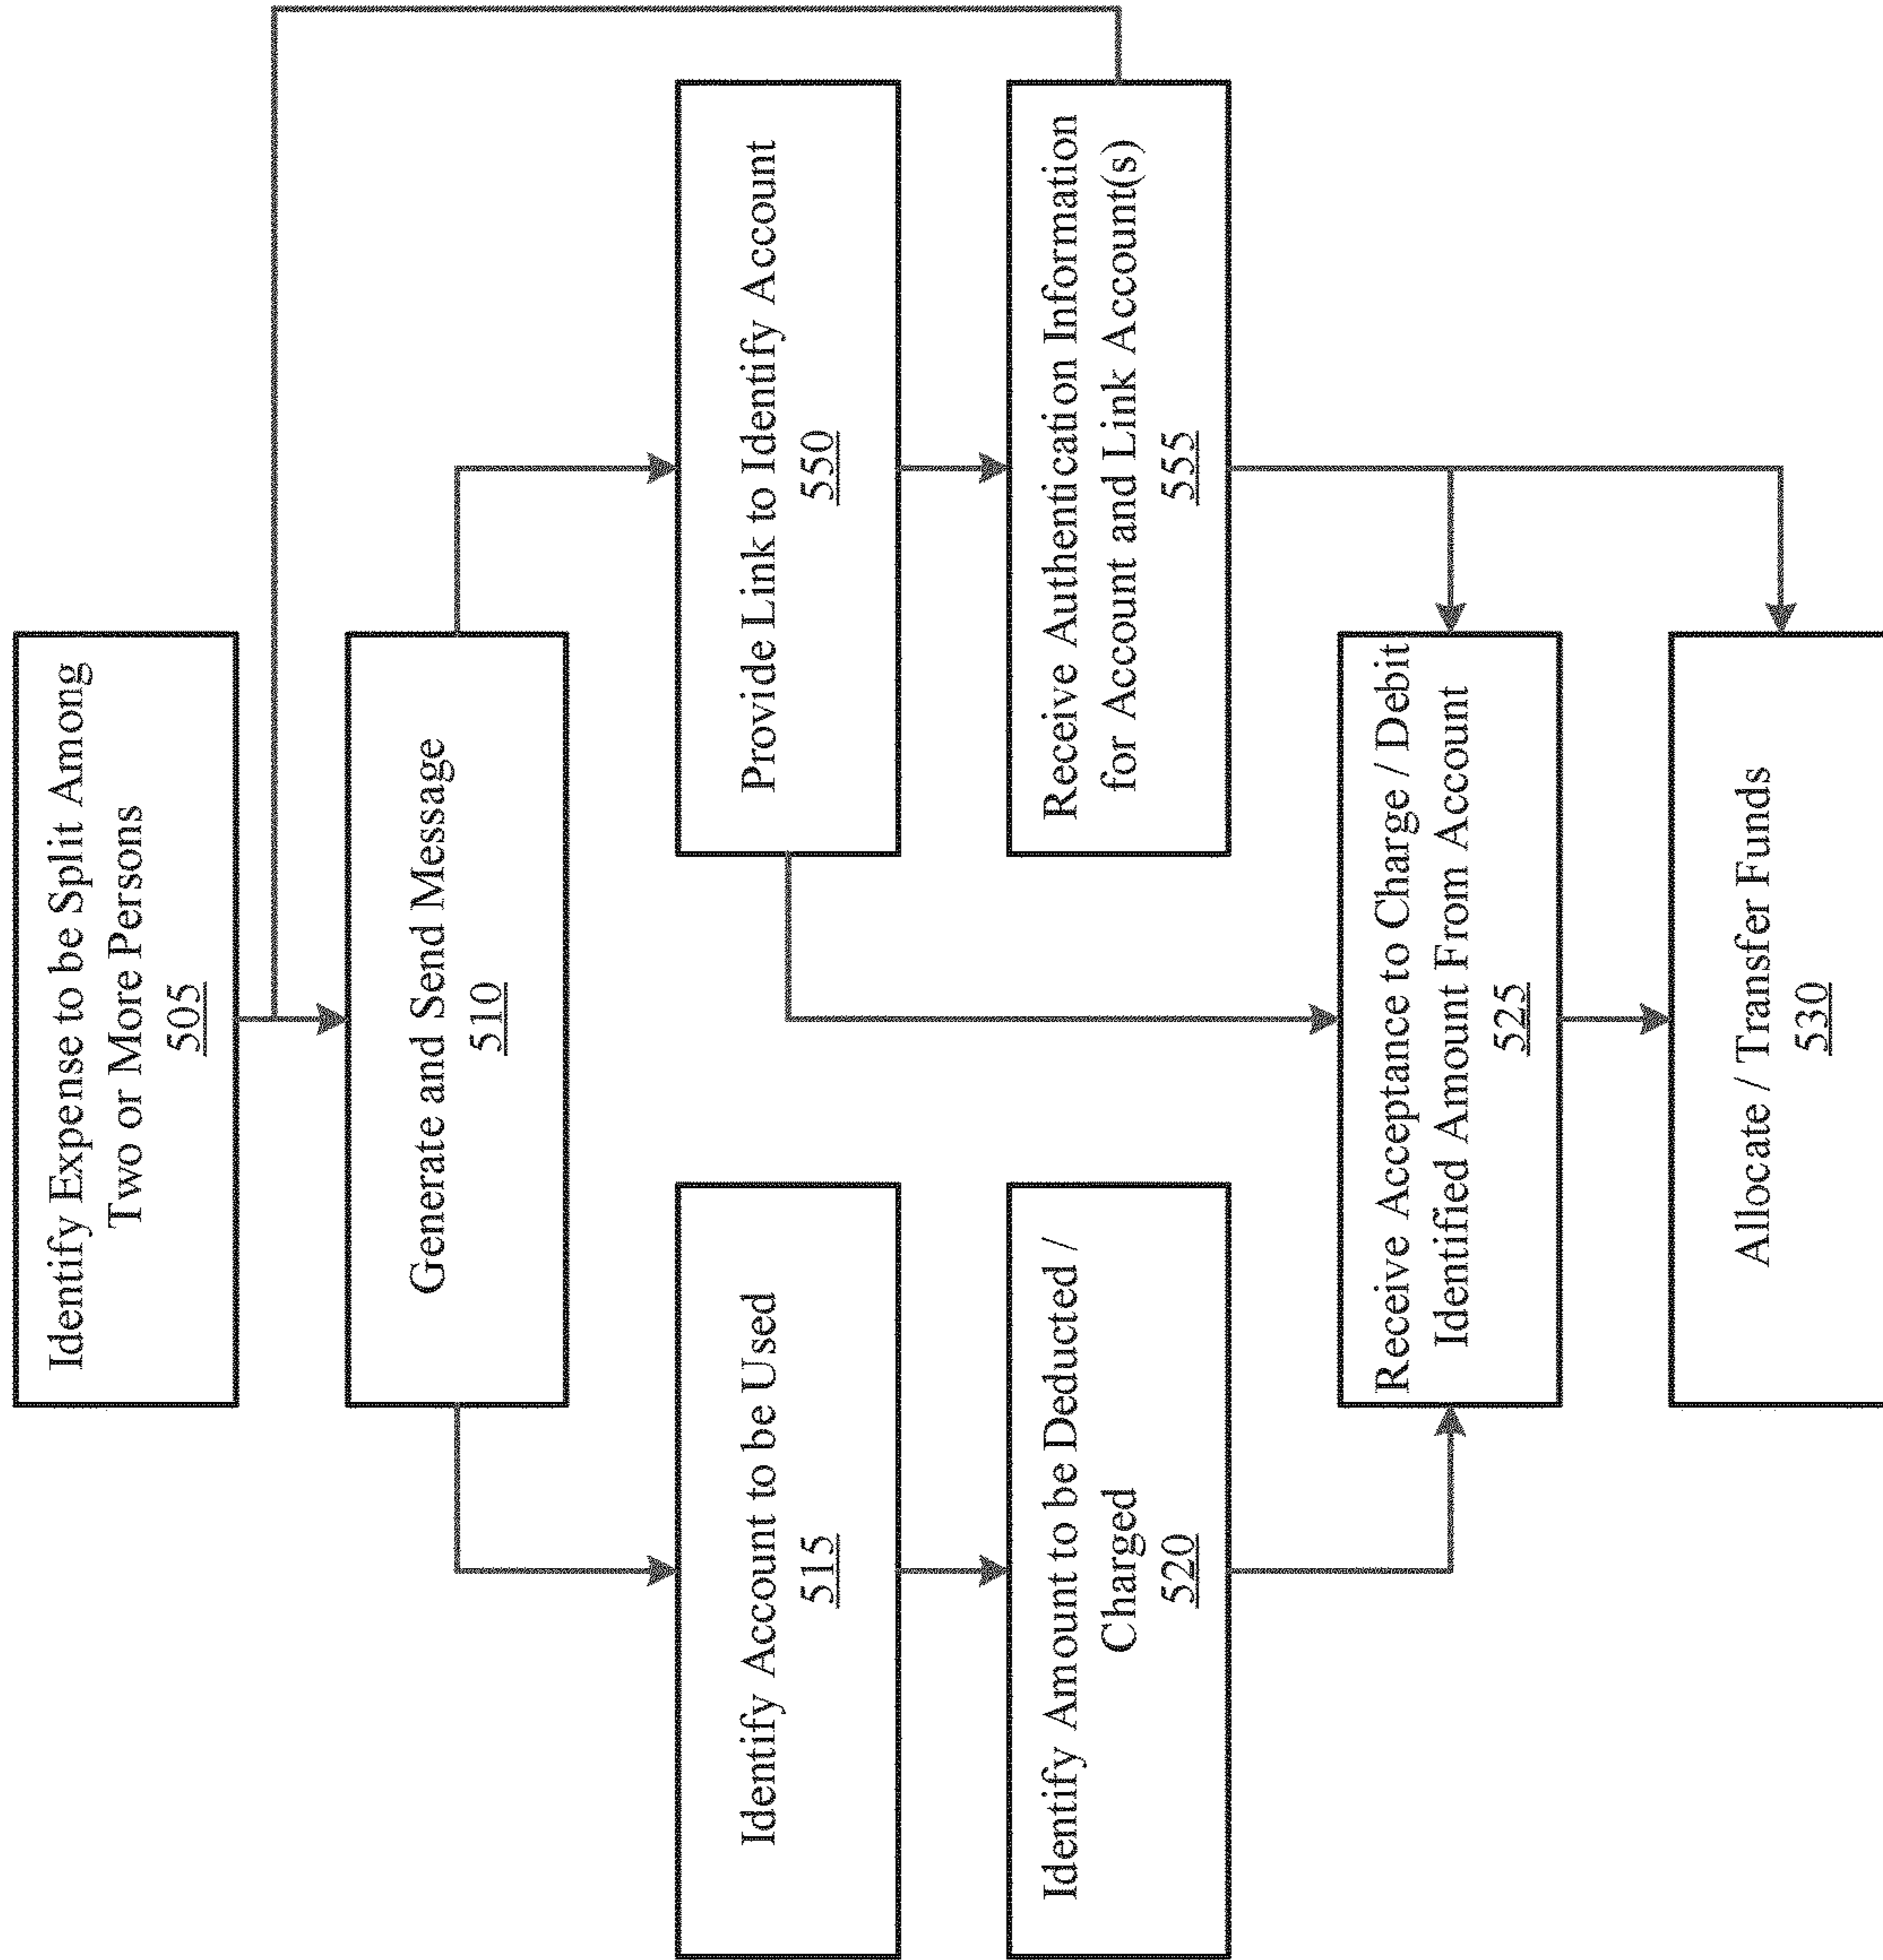 Identify Expense to be Split Among
Two or More Persons
505
Generate and Send Message
510
Identify Account to be Used
515
Provide Link to Identify Account
550
Identify Amount to be Deducted /
Charged
520
Receive Authentication Information
for Account and Link Account(s)
555
Receive Acceptance to Charge / Debit
Identified Amount From Account
525
Allocate / Transfer Funds
530